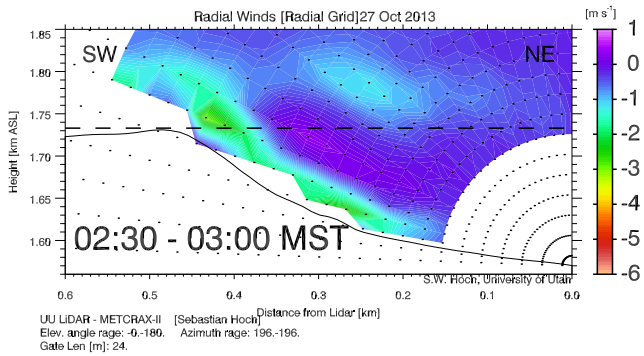 Radial Winds [Radial Grid]27 Oct 2013
[m s⁻¹]
1.85
1.80
1.75
1.70
1.65
1.60
Height [km ASL]
SW
NE
1
0
-1
-2
-3
-4
-5
-6
02:30 - 03:00 MST
S.W. Hoch, University of Utah
0.6
0.5
0.4
0.3
0.2
0.1
0.0
Distance from Lidar [km]
UU LiDAR - METCRAX-II [Sebastian Hoch]
Elev. angle rage: -0.-180. Azimuth rage: 196.-196.
Gate Len [m]: 24.